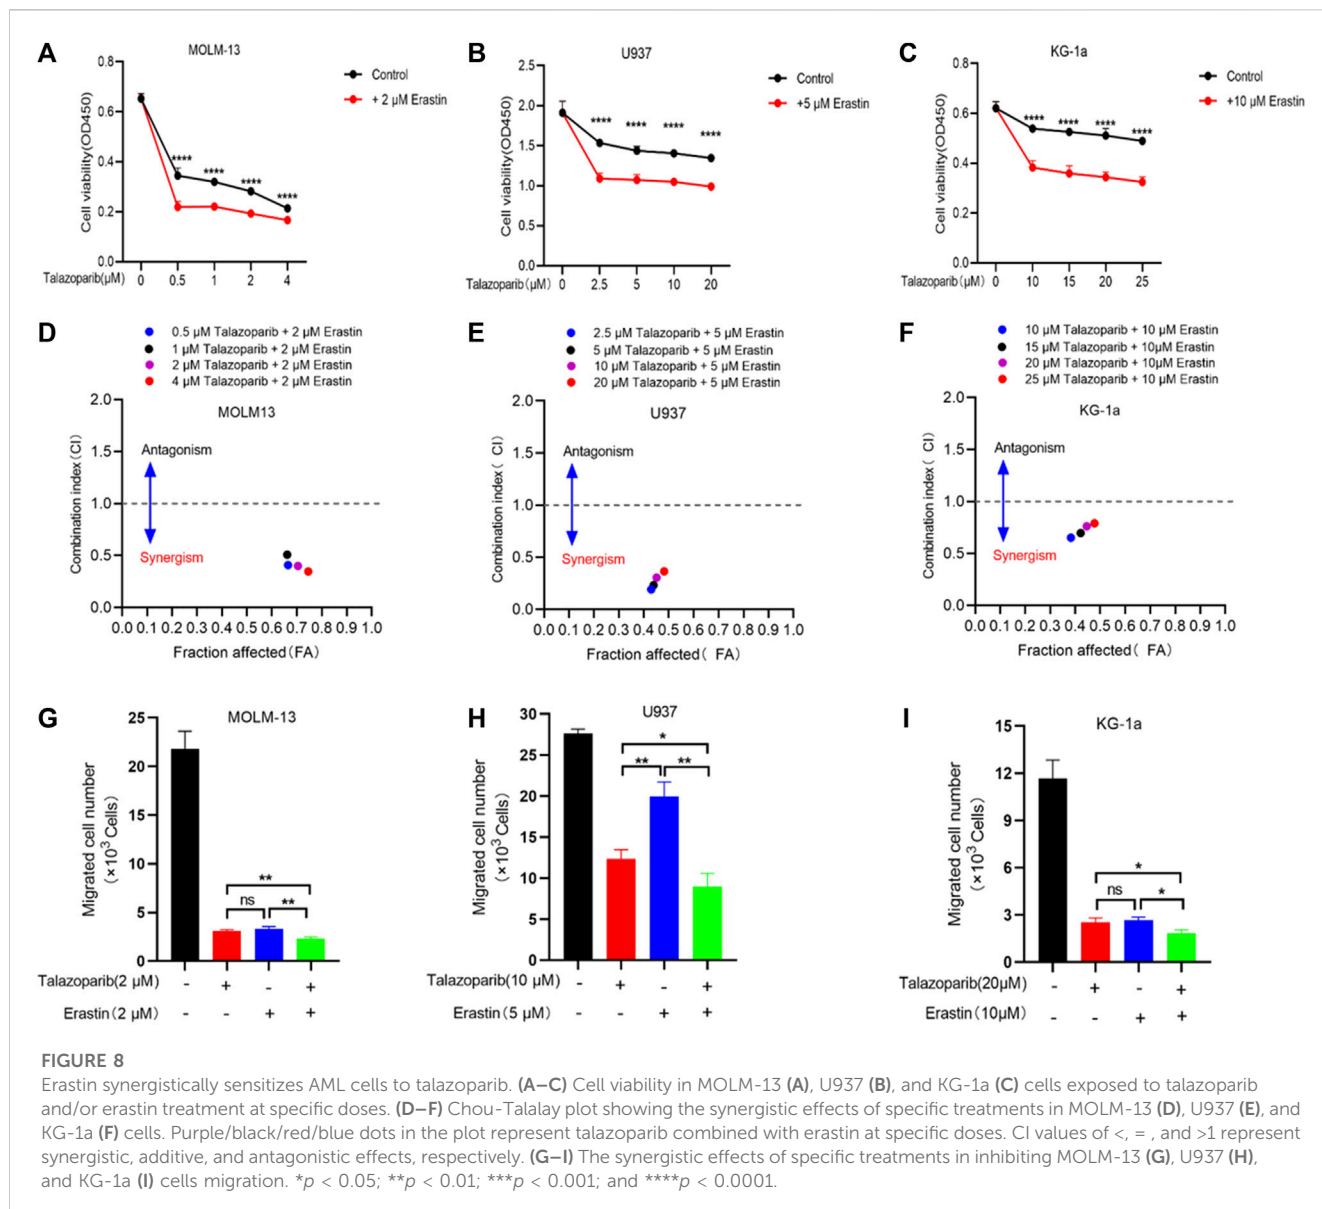 A
MOLM-13
Cell viability(OD450)
0.8
0.6
0.4
0.2
0.0
Control
+ 2 μM Erastin
****
****
****
****
Talazoparib(μM)
0 0.5 1 2 4
B
U937
Cell viability(OD450)
2.5
2.0
1.5
1.0
0.5
0.0
Control
+5 μM Erastin
**** **** **** ****
Talazoparib(μM)
0 2.5 5 10 20
C
KG-1a
Cell viability(OD450)
0.8
0.6
0.4
0.2
0.0
Control
+10 μM Erastin
**** **** **** ****
Talazoparib(μM)
0 10 15 20 25
D
0.5 μM Talazoparib + 2 μM Erastin
1 μM Talazoparib + 2 μM Erastin
2 μM Talazoparib + 2 μM Erastin
4 μM Talazoparib + 2 μM Erastin
MOLM13
Combination index(CI)
2.0
1.5
1.0
0.5
0.0
Antagonism
Synergism
0.0 0.1 0.2 0.3 0.4 0.5 0.6 0.7 0.8 0.9 1.0
Fraction affected(FA)
E
2.5 μM Talazoparib + 5 μM Erastin
5 μM Talazoparib + 5 μM Erastin
10 μM Talazoparib + 5 μM Erastin
20 μM Talazoparib + 5 μM Erastin
U937
Combination index( CI)
2.0
1.5
1.0
0.5
0.0
Antagonism
Synergism
0.0 0.1 0.2 0.3 0.4 0.5 0.6 0.7 0.8 0.9 1.0
Fraction affected( FA)
F
10 μM Talazoparib + 10 μM Erastin
15 μM Talazoparib + 10μM Erastin
20 μM Talazoparib + 10μM Erastin
25 μM Talazoparib + 10 μM Erastin
KG-1a
Combination index( CI)
2.0
1.5
1.0
0.5
0.0
Antagonism
Synergism
0.0 0.1 0.2 0.3 0.4 0.5 0.6 0.7 0.8 0.9 1.0
Fraction affected( FA)
G
MOLM-13
Migrated cell number
(×10³ Cells)
25
20
15
10
5
0
**
ns **
Talazoparib(2 μM) - + - +
Erastin(2 μM) - - + +
H
U937
Migrated cell number
(×10³ Cells)
30
25
20
15
10
5
0
*
** **
Talazoparib(10 μM) - + - +
Erastin(5 μM) - - + +
I
KG-1a
Migrated cell number
(×10³ Cells)
15
12
9
6
3
0
*
ns *
Talazoparib(20μM) - + - +
Erastin(10μM) - - + +
FIGURE 8
Erastin synergistically sensitizes AML cells to talazoparib. (A–C) Cell viability in MOLM-13 (A), U937 (B), and KG-1a (C) cells exposed to talazoparib
and/or erastin treatment at specific doses. (D–F) Chou-Talalay plot showing the synergistic effects of specific treatments in MOLM-13 (D), U937 (E), and
KG-1a (F) cells. Purple/black/red/blue dots in the plot represent talazoparib combined with erastin at specific doses. CI values of <, = , and >1 represent
synergistic, additive, and antagonistic effects, respectively. (G–I) The synergistic effects of specific treatments in inhibiting MOLM-13 (G), U937 (H),
and KG-1a (I) cells migration. *p < 0.05; **p < 0.01; ***p < 0.001; and ****p < 0.0001.